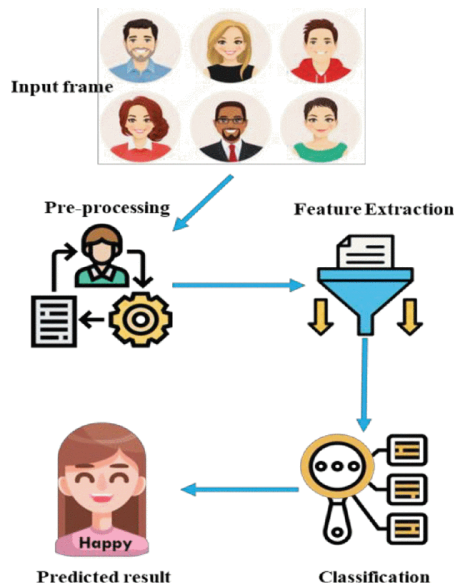 Input frame
Pre-processing
Feature Extraction
Happy
Predicted result
Classification